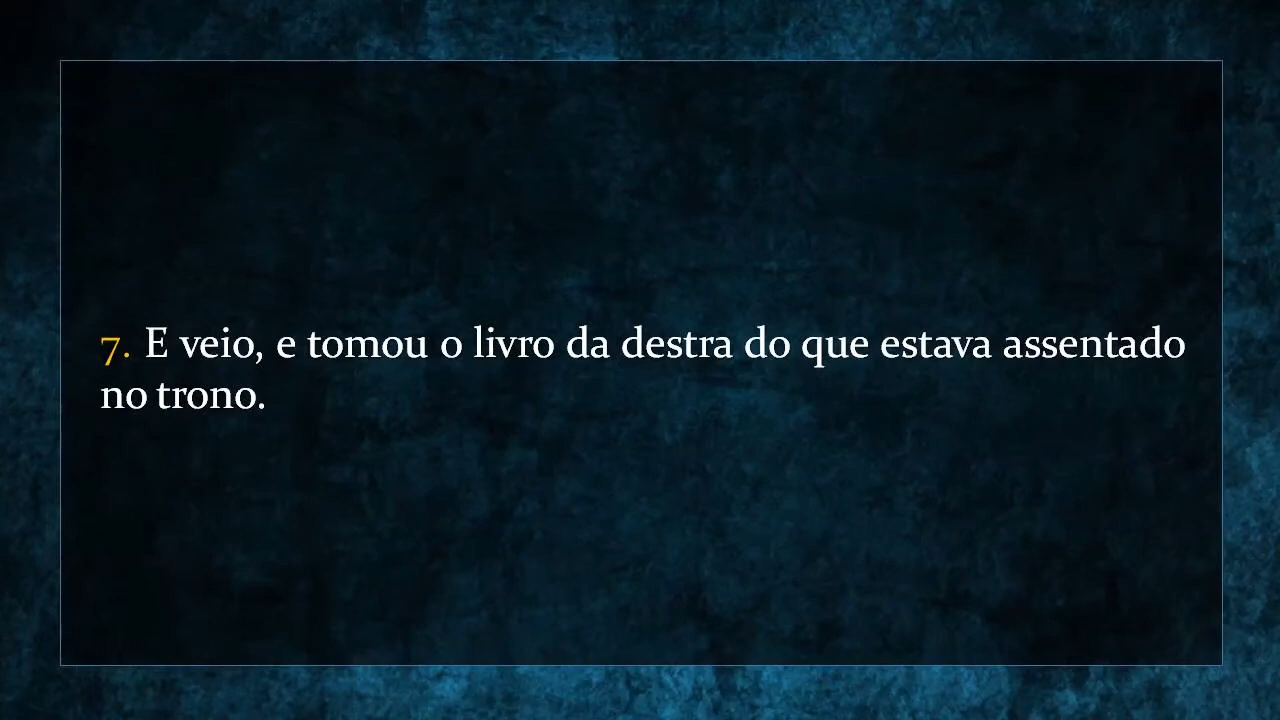 7. E veio, e tomou o livro da destra do que estava assentado
no trono.